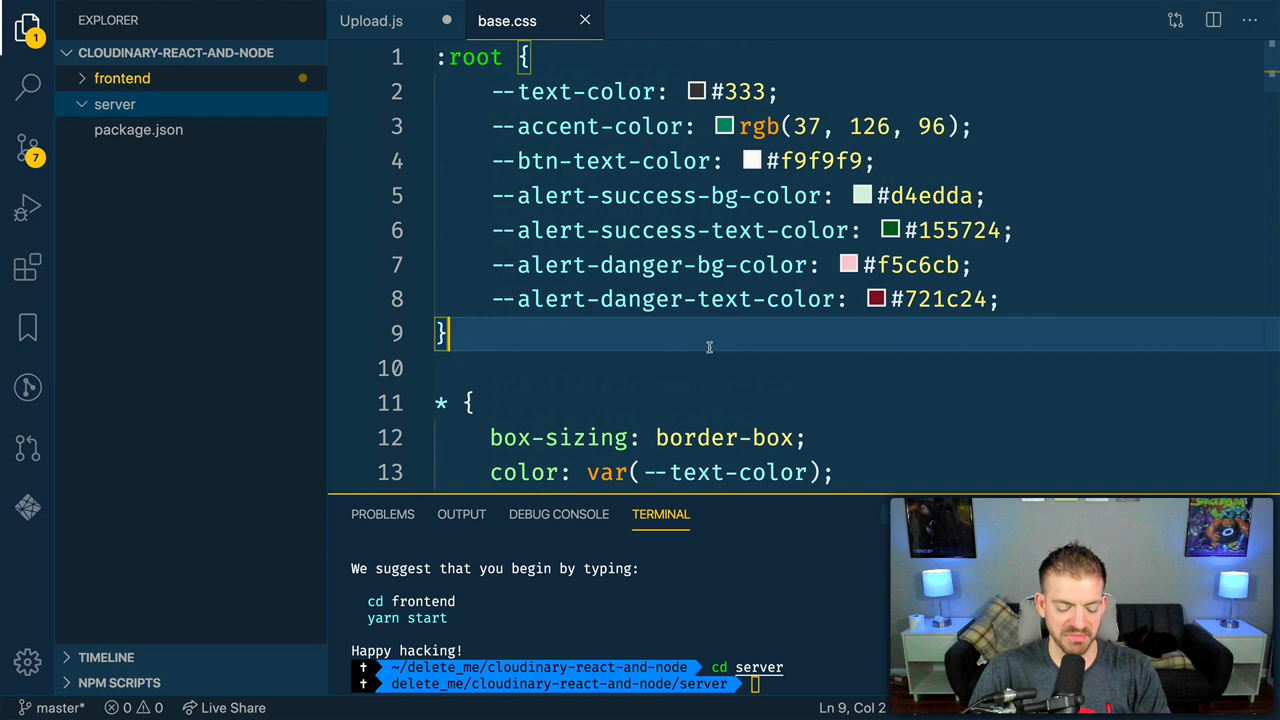 EXPLORER
Upload.js
base.css
CLOUDINARY-REACT-AND-NODE
frontend
server
package.json
1
7
1 :root {
2 --text-color: #333;
3 --accent-color: rgb(37, 126, 96);
4 --btn-text-color: #f9f9f9;
5 --alert-success-bg-color: #d4edda;
6 --alert-success-text-color: #155724;
7 --alert-danger-bg-color: #f5c6cb;
8 --alert-danger-text-color: #721c24;
9 }
10
11 * {
12 box-sizing: border-box;
13 color: var(--text-color);
PROBLEMS OUTPUT DEBUG CONSOLE TERMINAL
We suggest that you begin by typing:
cd frontend
yarn start
Happy hacking!
~/delete_me/cloudinary-react-and-node cd server
delete_me/cloudinary-react-and-node/server
TIMELINE
NPM SCRIPTS
master* 0 0 Live Share
Ln 9, Col 2